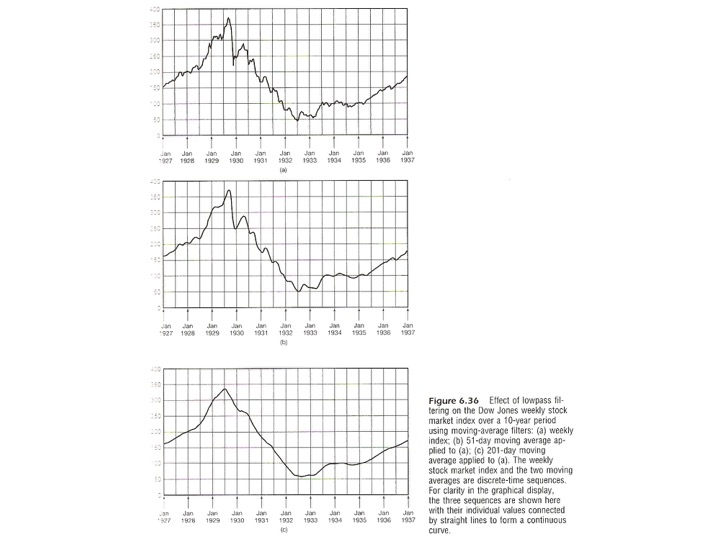 400
350
300
250
200
150
100
50
0
Jan Jan Jan Jan Jan Jan Jan Jan Jan Jan Jan
1927 1928 1929 1930 1931 1932 1933 1934 1935 1936 1937
(a)
400
350
300
250
200
150
100
50
0
Jan Jan Jan Jan Jan Jan Jan Jan Jan Jan Jan
1927 1928 1929 1930 1931 1932 1933 1934 1935 1936 1937
(b)
400
350
300
250
200
150
100
50
0
Jan Jan Jan Jan Jan Jan Jan Jan Jan Jan Jan
1927 1928 1929 1930 1931 1932 1933 1934 1935 1936 1937
(c)
Figure 6.36 Effect of lowpass fil-
tering on the Dow Jones weekly stock
market index over a 10-year period
using moving-average filters: (a) weekly
index; (b) 51-day moving average ap-
plied to (a); (c) 201-day moving
average applied to (a). The weekly
stock market index and the two moving
averages are discrete-time sequences.
For clarity in the graphical display,
the three sequences are shown here
with their individual values connected
by straight lines to form a continuous
curve.